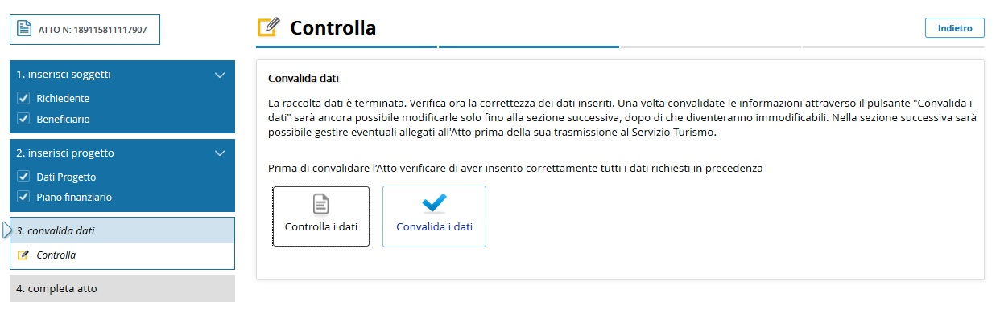 ATTO N: 189115811117907
Controlla
Indietro
1. inserisci soggetti
Richiedente
Beneficiario
2. inserisci progetto
Dati Progetto
Piano finanziario
3. convalida dati
Controlla
4. completa atto
Convalida dati
La raccolta dati è terminata. Verifica ora la correttezza dei dati inseriti. Una volta convalidate le informazioni attraverso il pulsante "Convalida i
dati" sarà ancora possibile modificarle solo fino alla sezione successiva, dopo di che diventeranno immodificabili. Nella sezione successiva sarà
possibile gestire eventuali allegati all'Atto prima della sua trasmissione al Servizio Turismo.
Prima di convalidare l’Atto verificare di aver inserito correttamente tutti i dati richiesti in precedenza
Controlla i dati
Convalida i dati